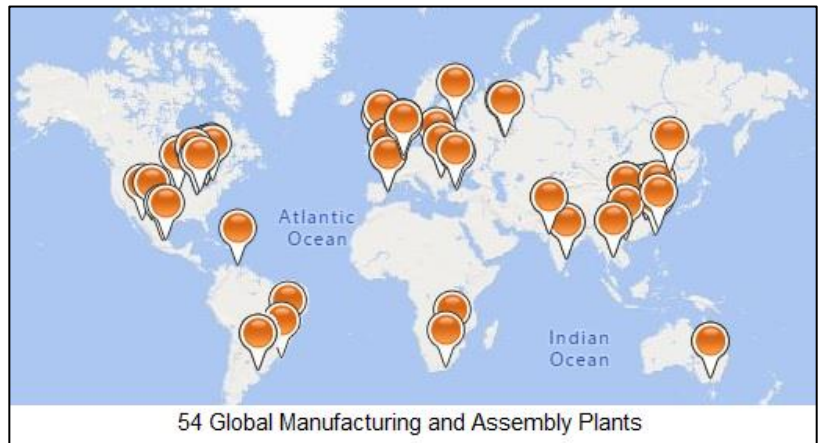 Atlantic
Ocean
Indian
Ocean
54 Global Manufacturing and Assembly Plants